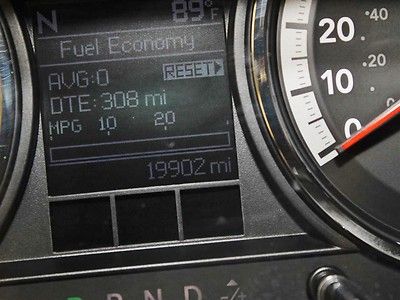 N 89°F
Fuel Economy
AVG:0 RESET
DTE: 308 mi
MPG 10 20
19902 mi
20 40
10 20
0 0
R N D -/+